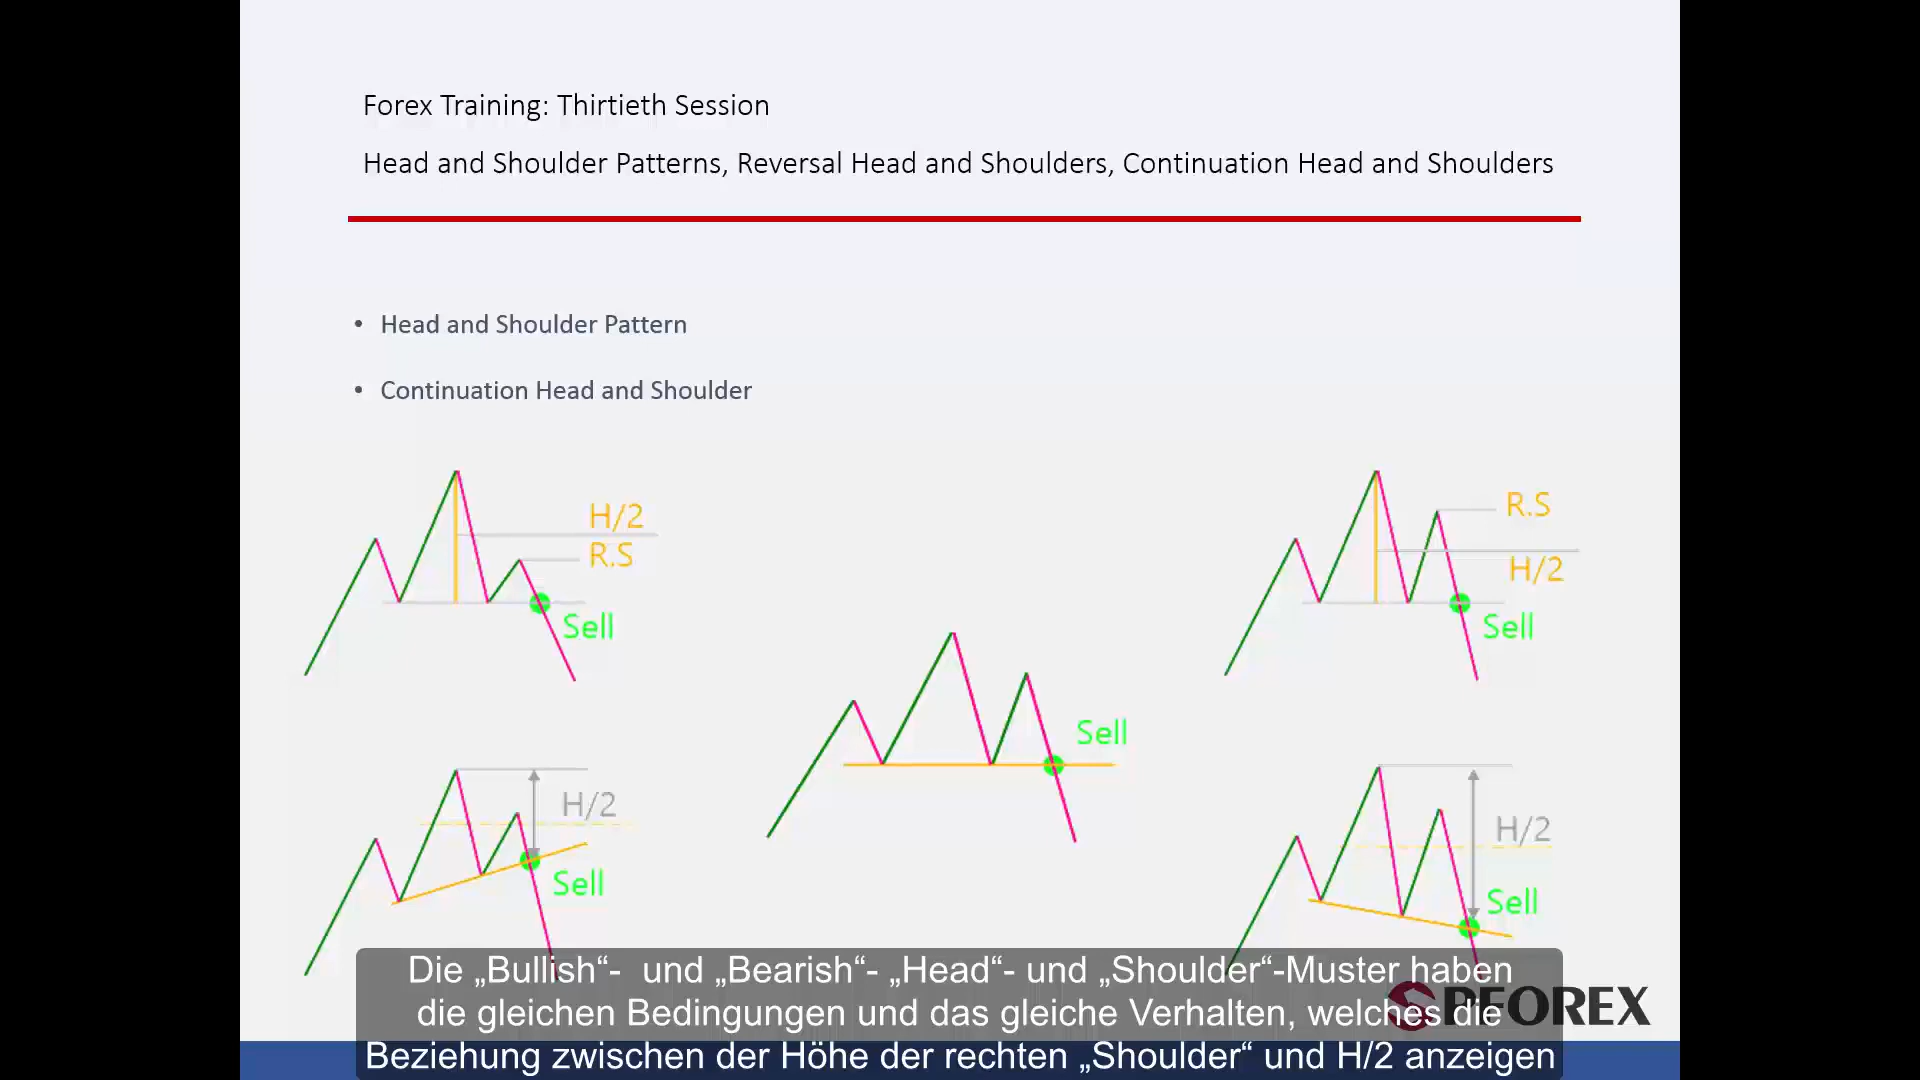 Forex Training: Thirtieth Session
Head and Shoulder Patterns, Reversal Head and Shoulders, Continuation Head and Shoulders
• Head and Shoulder Pattern
• Continuation Head and Shoulder
H/2
R.S
Sell
R.S
H/2
Sell
Sell
H/2
Sell
H/2
Sell
Die „Bullish“- und „Bearish“- „Head“- und „Shoulder“-Muster haben
die gleichen Bedingungen und das gleiche Verhalten, welches die
Beziehung zwischen der Höhe der rechten „Shoulder“ und H/2 anzeigen
PFOREX